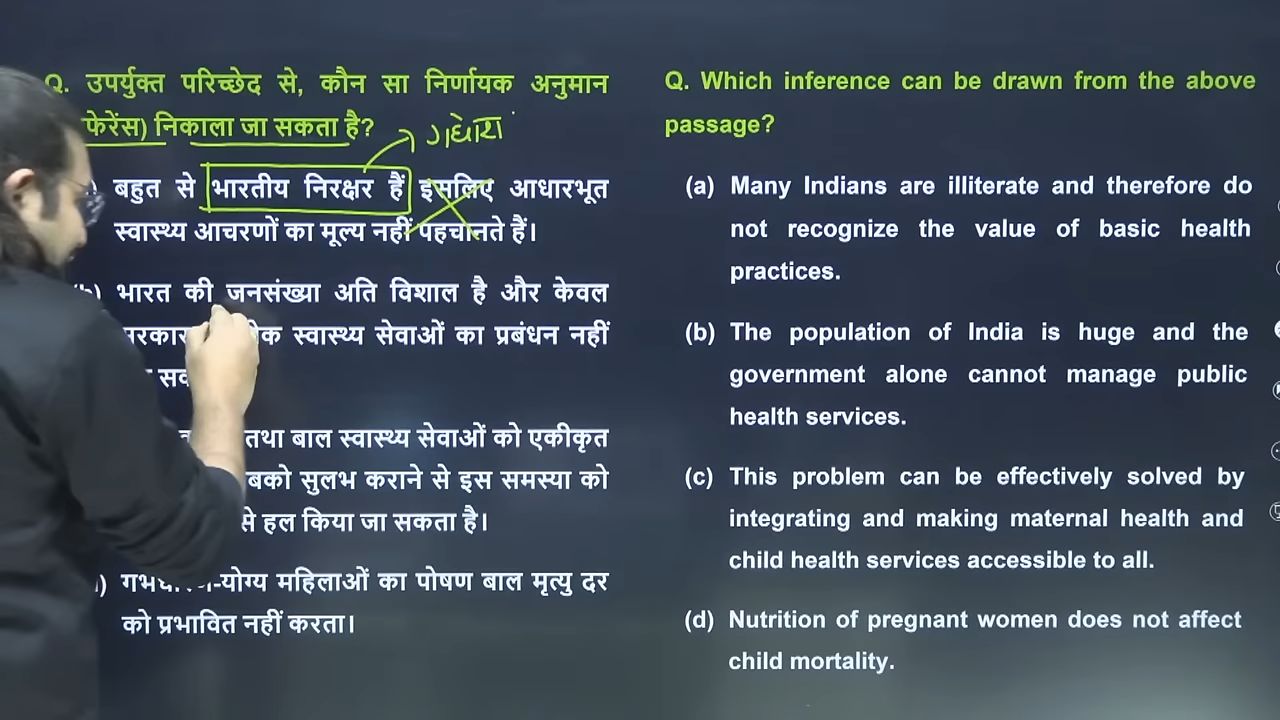 Q. उपर्युक्त परिच्छेद से, कौन सा निर्णायक अनुमान
फेरेंस) निकाला जा सकता है?
) बहुत से भारतीय निरक्षर हैं इसलिए आधारभूत
स्वास्थ्य आचरणों का मूल्य नहीं पहचानते हैं।
(b) भारत की जनसंख्या अति विशाल है और केवल
स्वास्थ्य सेवाओं का प्रबंधन नहीं
तथा बाल स्वास्थ्य सेवाओं को एकीकृत
सुलभ कराने से इस समस्या को
से हल किया जा सकता है।
महिलाओं का पोषण बाल मृत्यु दर
को प्रभावित नहीं करता।
Q. Which inference can be drawn from the above
passage?
(a) Many Indians are illiterate and therefore do
not recognize the value of basic health
practices.
(b) The population of India is huge and the
government alone cannot manage public
health services.
(c) This problem can be effectively solved by
integrating and making maternal health and
child health services accessible to all.
(d) Nutrition of pregnant women does not affect
child mortality.